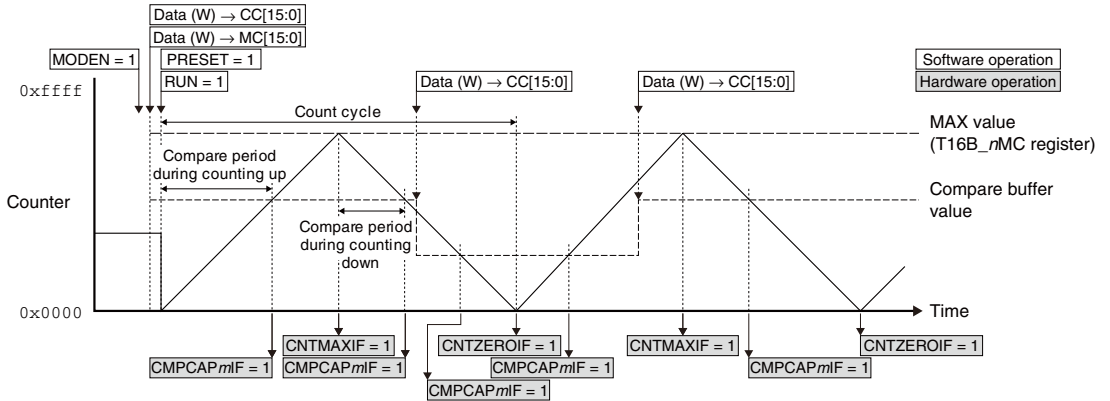 Data (W) → CC[15:0]
Data (W) → MC[15:0]
MODEN = 1
PRESET = 1
RUN = 1
Software operation
Hardware operation
0xffff
Data (W) → CC[15:0]
Data (W) → CC[15:0]
Count cycle
MAX value
(T16B_nMC register)
Compare period
during counting up
Compare buffer
value
Counter
Compare period
during counting
down
0x0000
Time
CNTMAXIF = 1
CNTZEROIF = 1
CNTMAXIF = 1
CNTZEROIF = 1
CMPCAPmIF = 1
CMPCAPmIF = 1
CMPCAPmIF = 1
CMPCAPmIF = 1
CMPCAPmIF = 1